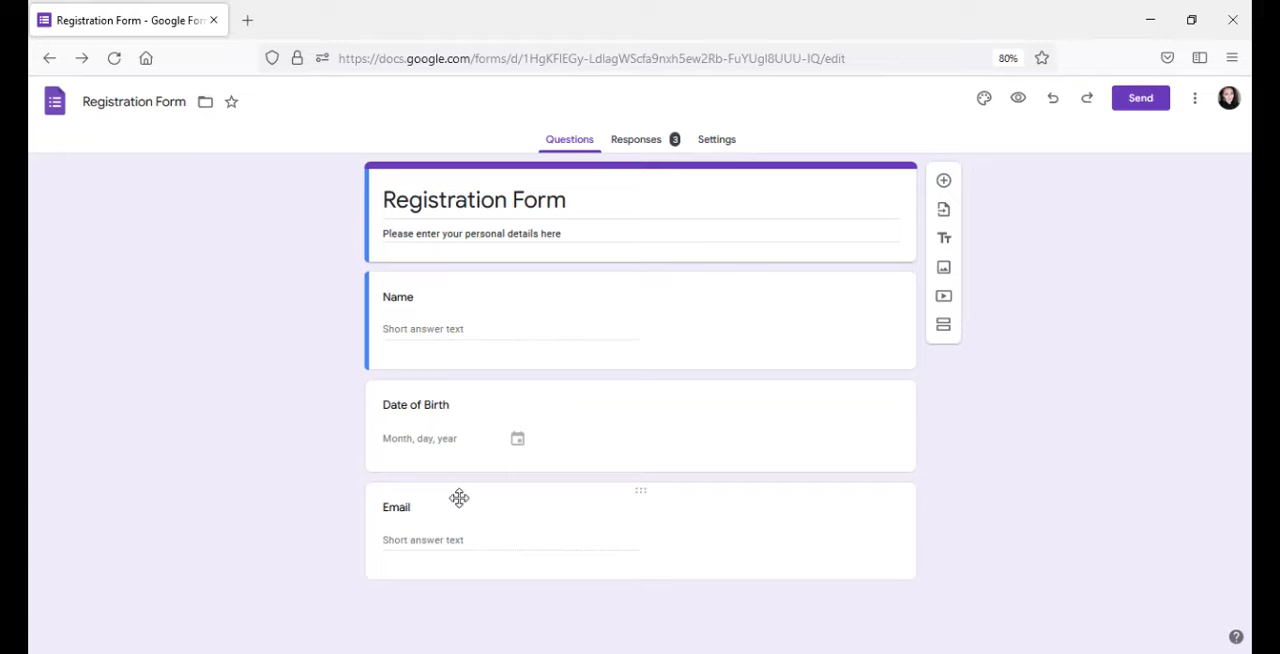 Registration Form - Google For
https://docs.google.com/forms/d/1HgKFlEGy-LdlagWScfa9nxh5ew2Rb-FuYUgl8UUU-IQ/edit
80%
Registration Form
Send
Questions
Responses 3
Settings
Registration Form
Please enter your personal details here
Name
Short answer text
Date of Birth
Month, day, year
Email
Short answer text